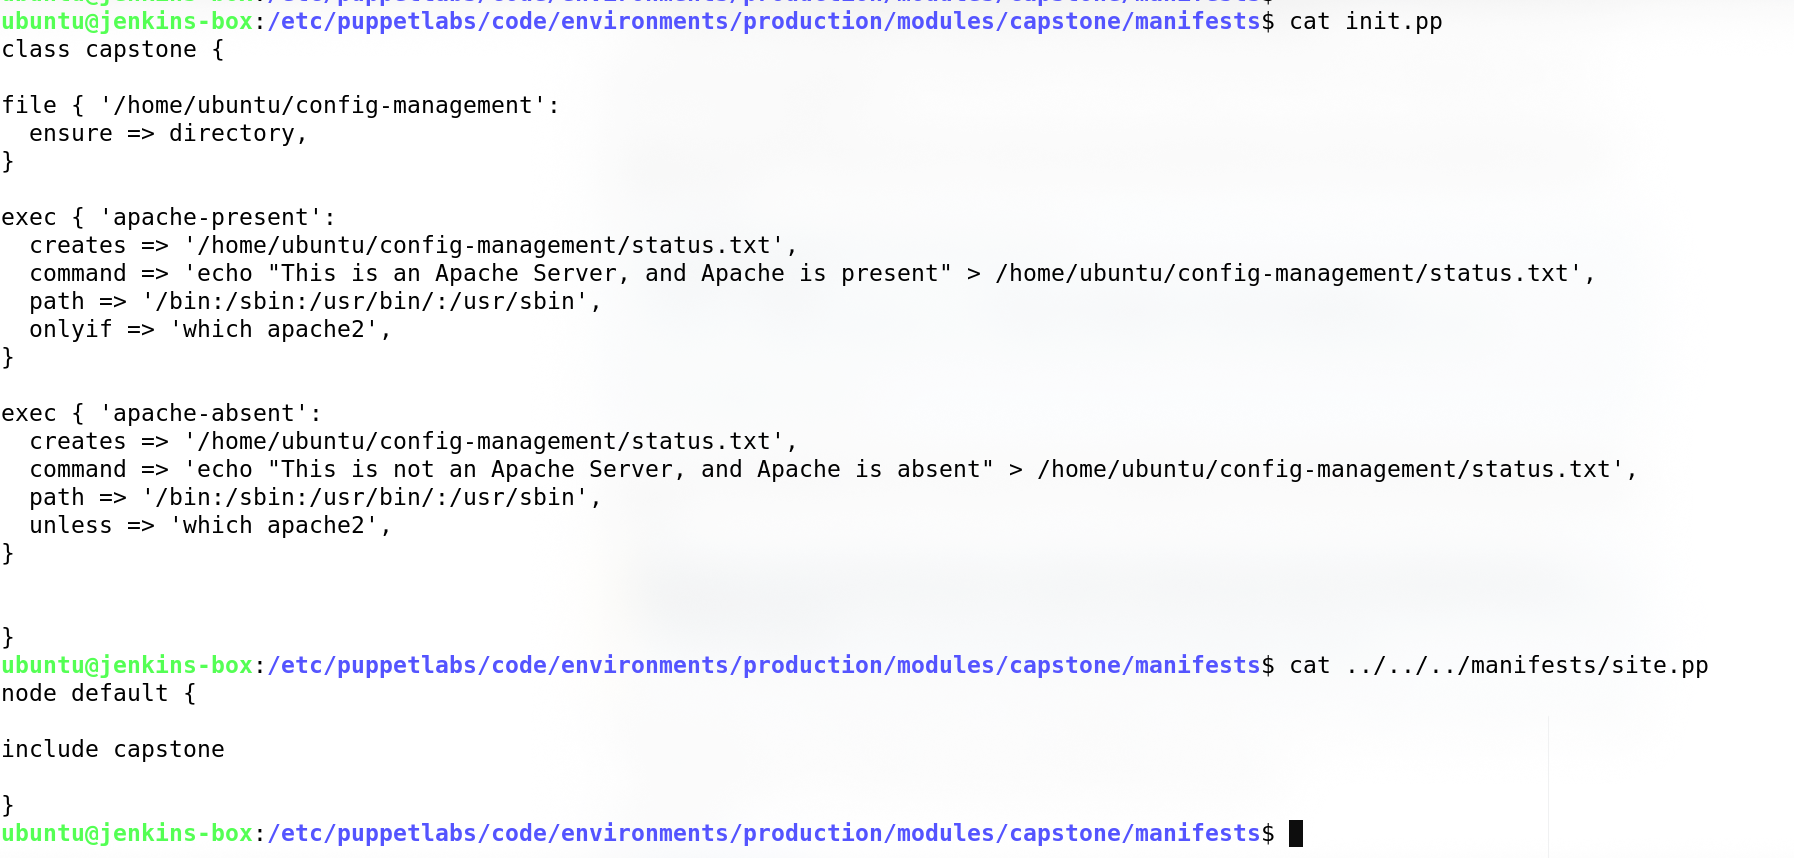 ubuntu@jenkins-box:/etc/puppetlabs/code/environments/production/modules/capstone/manifests$ cat init.pp
class capstone {
file { '/home/ubuntu/config-management':
  ensure => directory,
}
exec { 'apache-present':
  creates => '/home/ubuntu/config-management/status.txt',
  command => 'echo "This is an Apache Server, and Apache is present" > /home/ubuntu/config-management/status.txt',
  path => '/bin:/sbin:/usr/bin/:/usr/sbin',
  onlyif => 'which apache2',
}
exec { 'apache-absent':
  creates => '/home/ubuntu/config-management/status.txt',
  command => 'echo "This is not an Apache Server, and Apache is absent" > /home/ubuntu/config-management/status.txt',
  path => '/bin:/sbin:/usr/bin/:/usr/sbin',
  unless => 'which apache2',
}
}
ubuntu@jenkins-box:/etc/puppetlabs/code/environments/production/modules/capstone/manifests$ cat ../../../manifests/site.pp
node default {
include capstone
}
ubuntu@jenkins-box:/etc/puppetlabs/code/environments/production/modules/capstone/manifests$